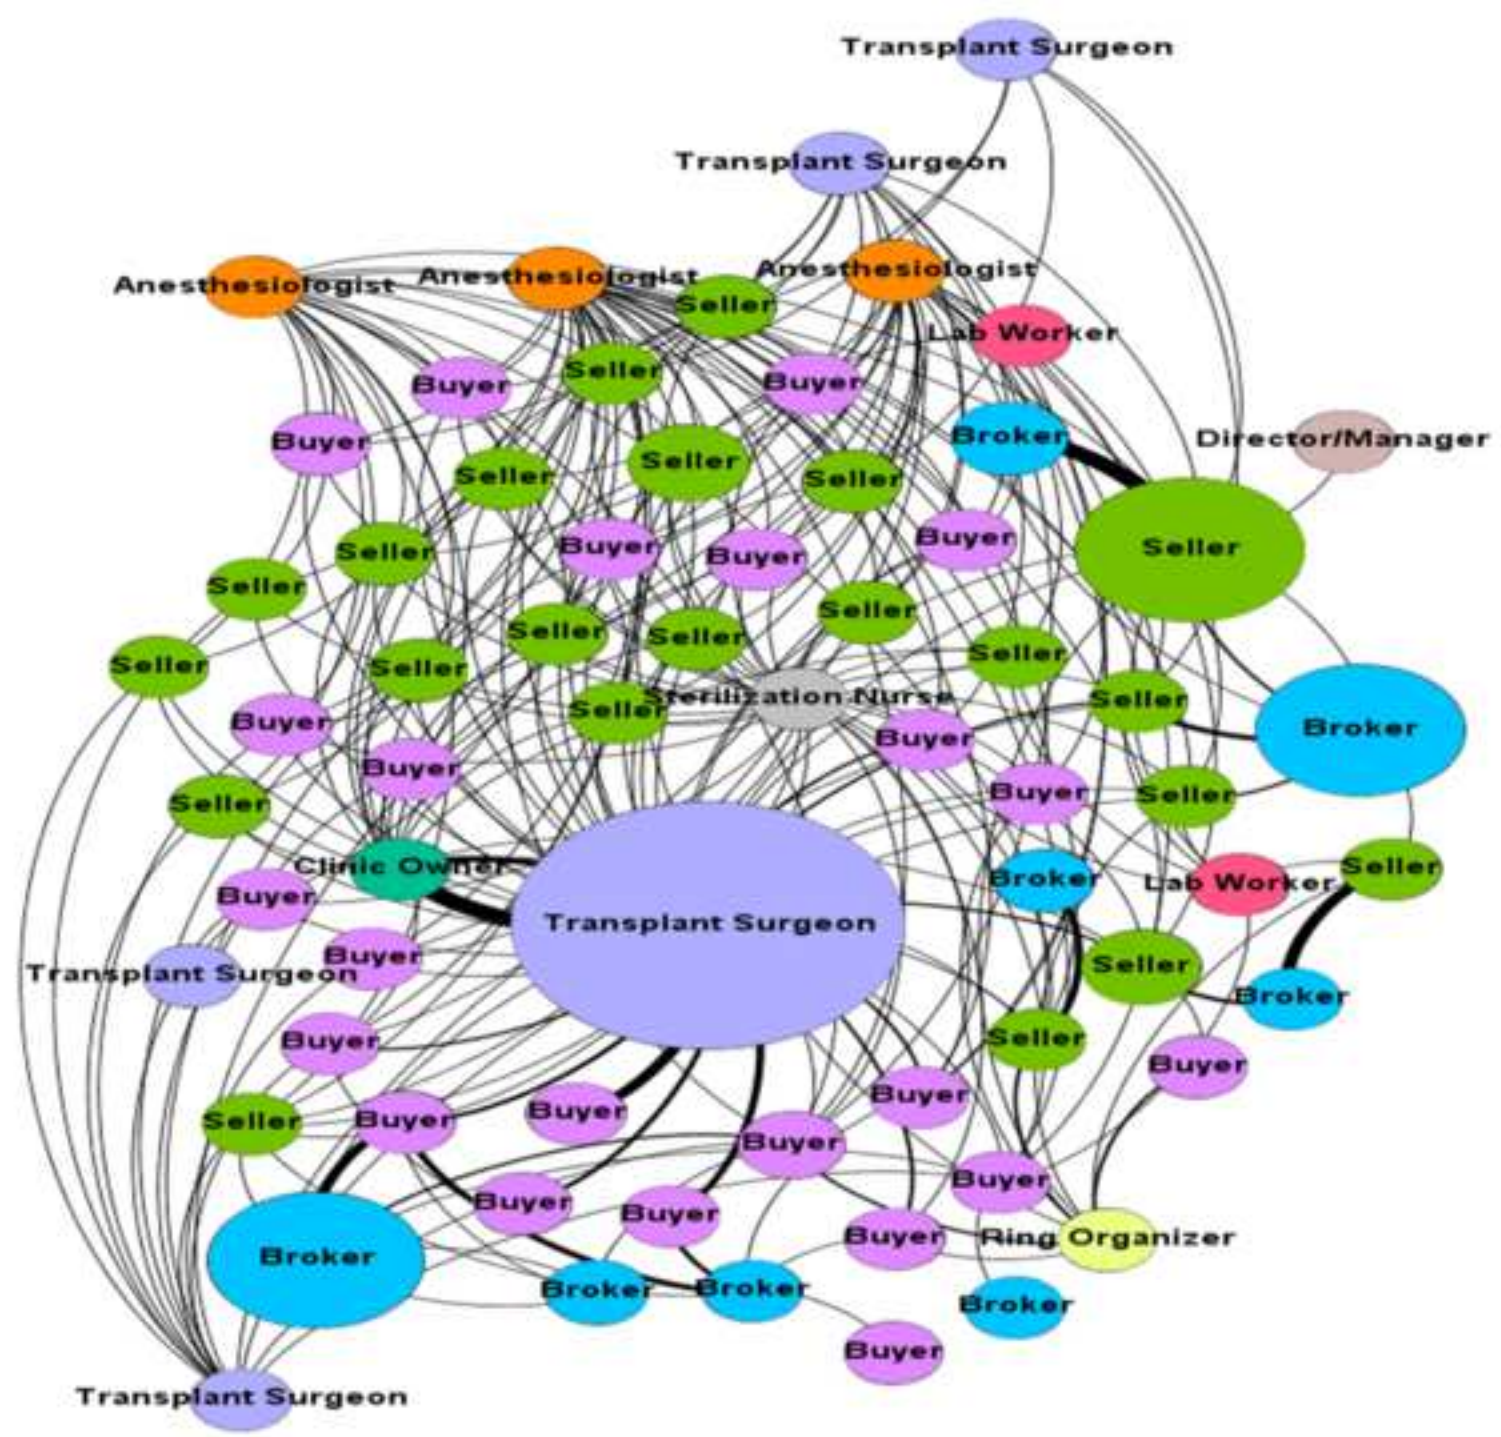 Transplant Surgeon
Transplant Surgeon
Anesthesiologist
Anesthesiologist
Anesthesiologist
Seller
Lab Worker
Seller
Buyer
Buyer
Buyer
Broker
Director/Manager
Seller
Seller
Seller
Seller
Buyer
Buyer
Buyer
Seller
Seller
Seller
Seller
Seller
Seller
Seller
Seller
Seller
Sterilization Nurse
Seller
Seller
Buyer
Buyer
Broker
Buyer
Buyer
Seller
Seller
Clinic Owner
Broker
Lab Worker
Seller
Buyer
Transplant Surgeon
Buyer
Seller
Transplant Surgeon
Broker
Buyer
Seller
Buyer
Seller
Buyer
Buyer
Buyer
Buyer
Buyer
Buyer
Buyer
Buyer
Ring Organizer
Broker
Broker
Broker
Broker
Buyer
Transplant Surgeon